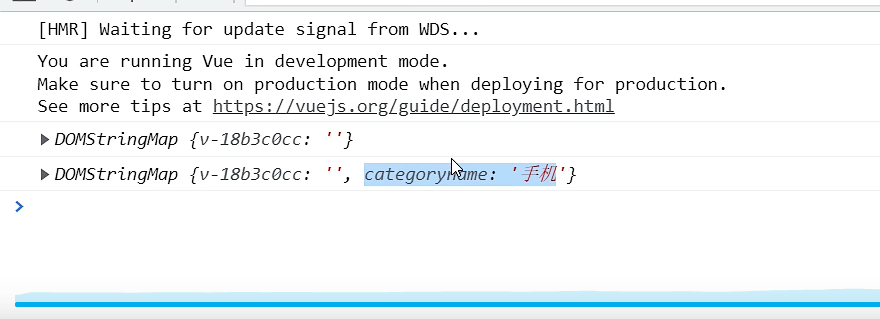 [HMR] Waiting for update signal from WDS...
You are running Vue in development mode.
Make sure to turn on production mode when deploying for production.
See more tips at https://vuejs.org/guide/deployment.html
DOMStringMap {v-18b3c0cc: ''}
DOMStringMap {v-18b3c0cc: '', categoryname: '手机'}